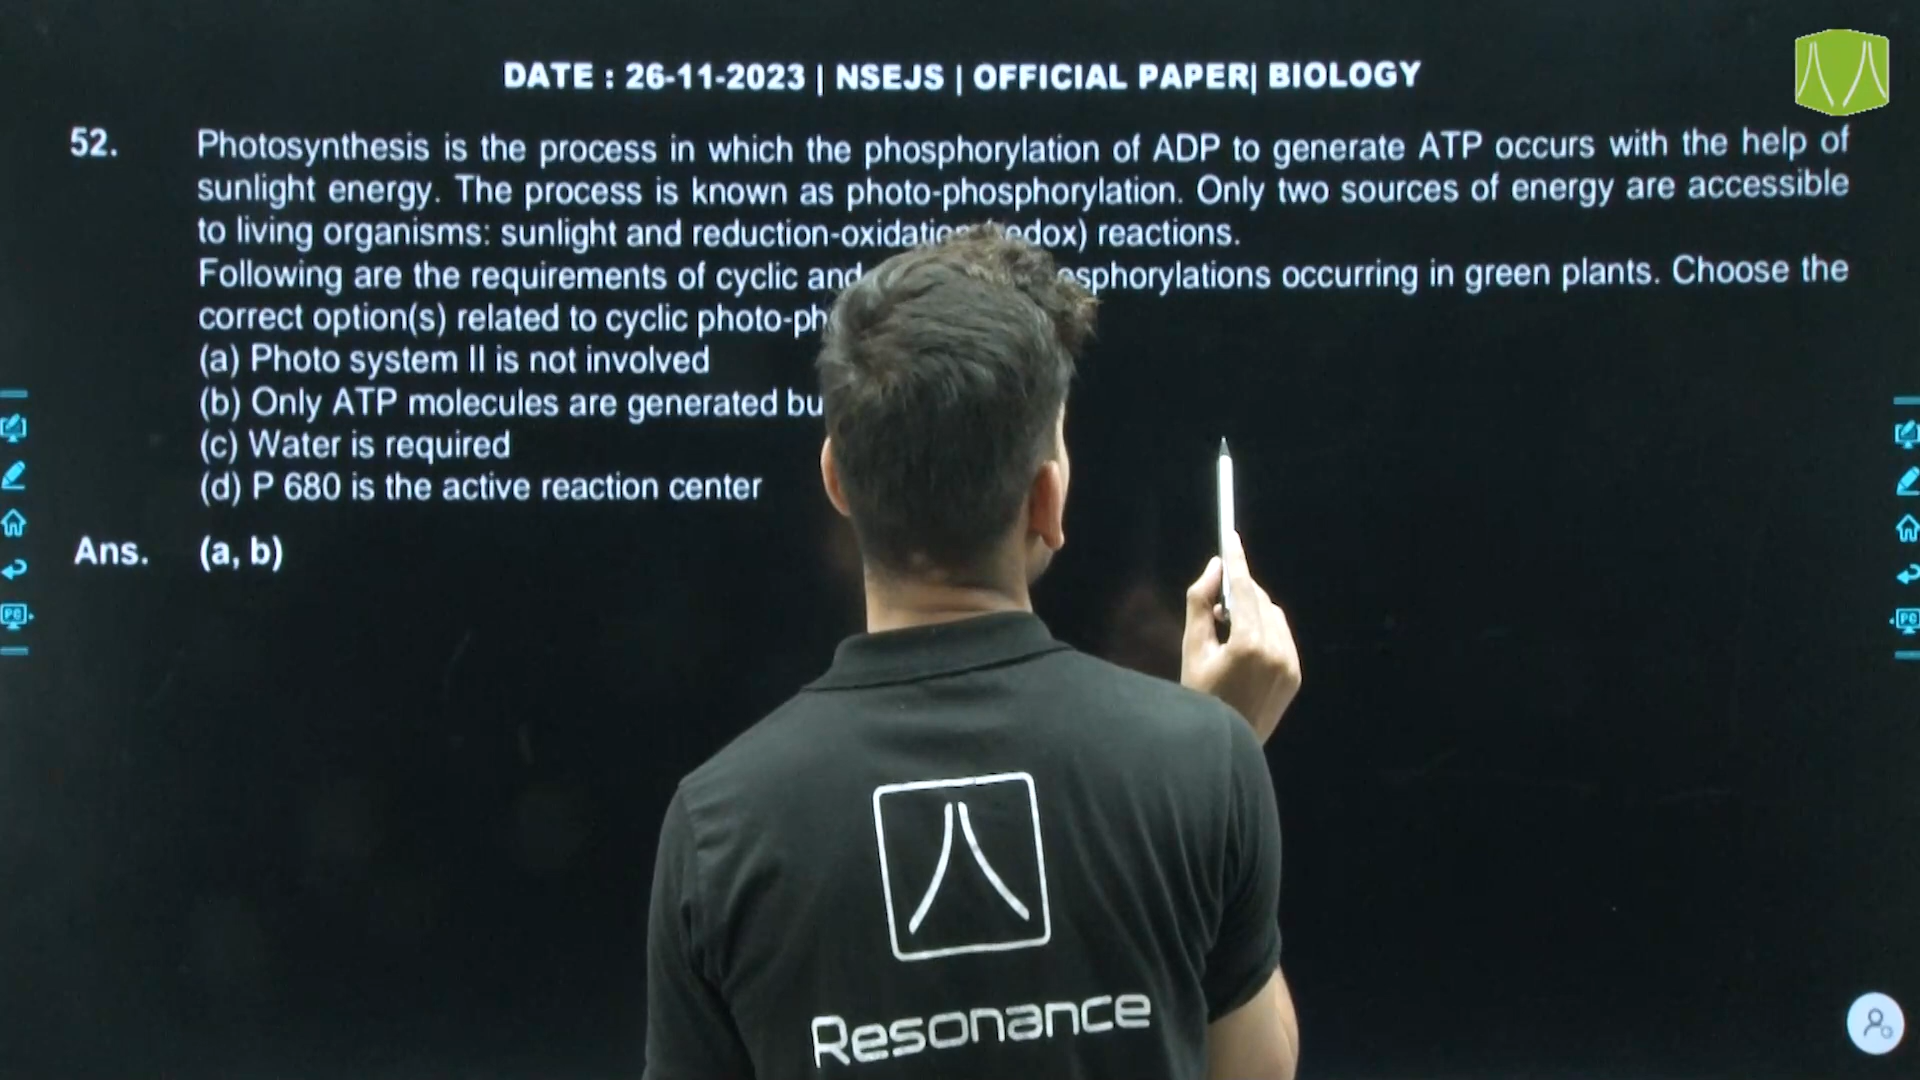 DATE : 26-11-2023 | NSEJS | OFFICIAL PAPER| BIOLOGY
52. Photosynthesis is the process in which the phosphorylation of ADP to generate ATP occurs with the help of
sunlight energy. The process is known as photo-phosphorylation. Only two sources of energy are accessible
to living organisms: sunlight and reduction-oxidation edox) reactions.
Following are the requirements of cyclic and sphorylations occurring in green plants. Choose the
correct option(s) related to cyclic photo-ph
(a) Photo system II is not involved
(b) Only ATP molecules are generated bu
(c) Water is required
(d) P 680 is the active reaction center
Ans. (a, b)
PC
PC
Resonance